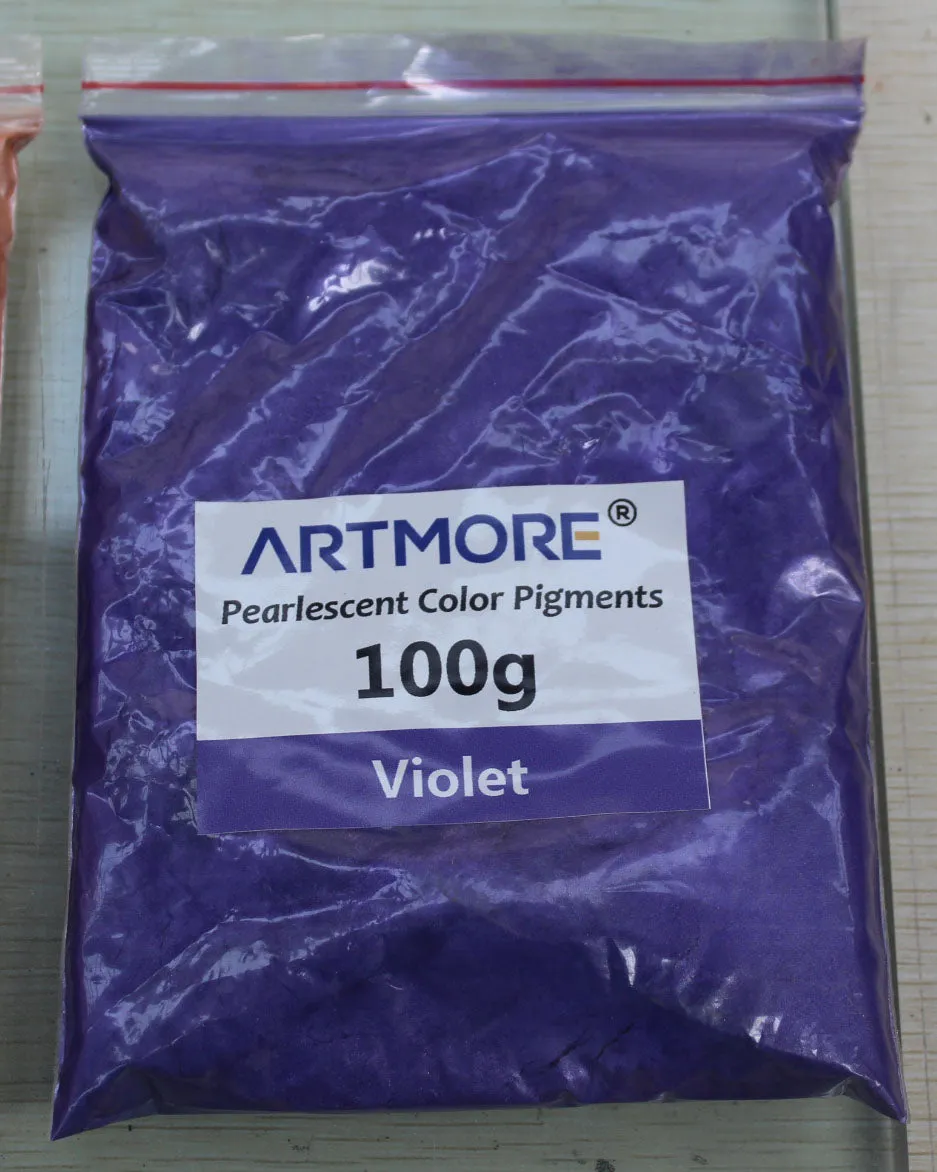 ARTMORE®
Pearlescent Color Pigments
100g
Violet